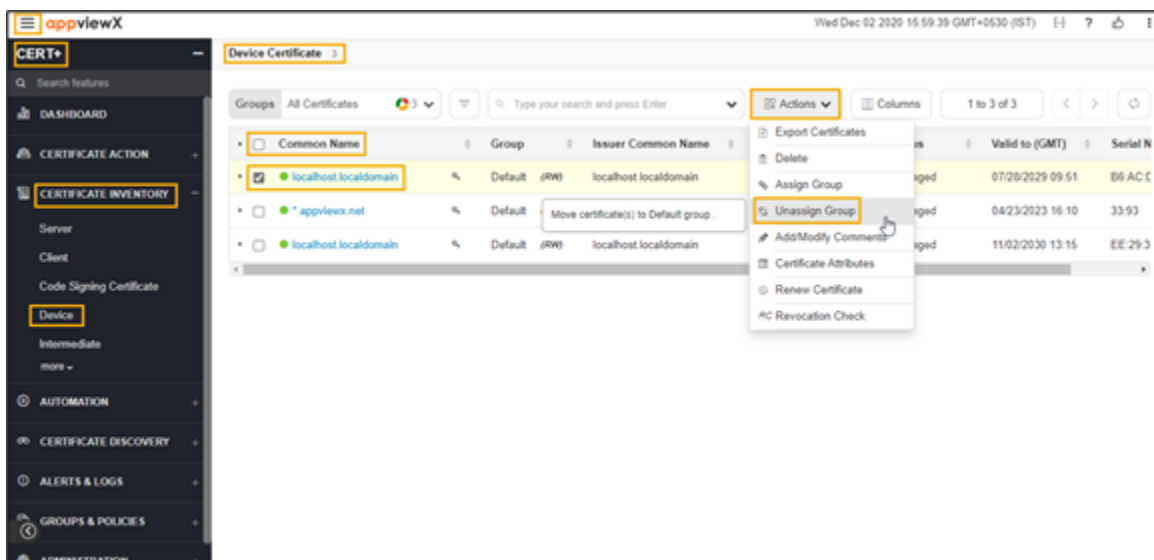 appviewX Wed Dec 02 2020 15:59:39 GMT+0530 (IST) ?
CERT+
Device Certificate 3
Search features
Groups All Certificates 3 Type your search and press Enter Actions Columns 1 to 3 of 3
DASHBOARD
Export Certificates
CERTIFICATE ACTION +
Common Name Group Issuer Common Name Valid to (GMT) Serial N
Delete
localhost.localdomain Default (RW) localhost.localdomain 07/28/2029 09:51 B6:AC:D
Assign Group
CERTIFICATE INVENTORY −
*.appviewx.net Default 04/23/2023 16:10 33:93
Move certificate(s) to Default group .
Unassign Group
Server
Add/Modify Comments
localhost.localdomain Default (RW) localhost.localdomain 11/02/2030 13:15 EE:29:3
Client
Certificate Attributes
Code Signing Certificate
Renew Certificate
Device
Revocation Check
Intermediate
more
AUTOMATION +
CERTIFICATE DISCOVERY +
ALERTS & LOGS +
GROUPS & POLICIES +
ADMINISTRATION